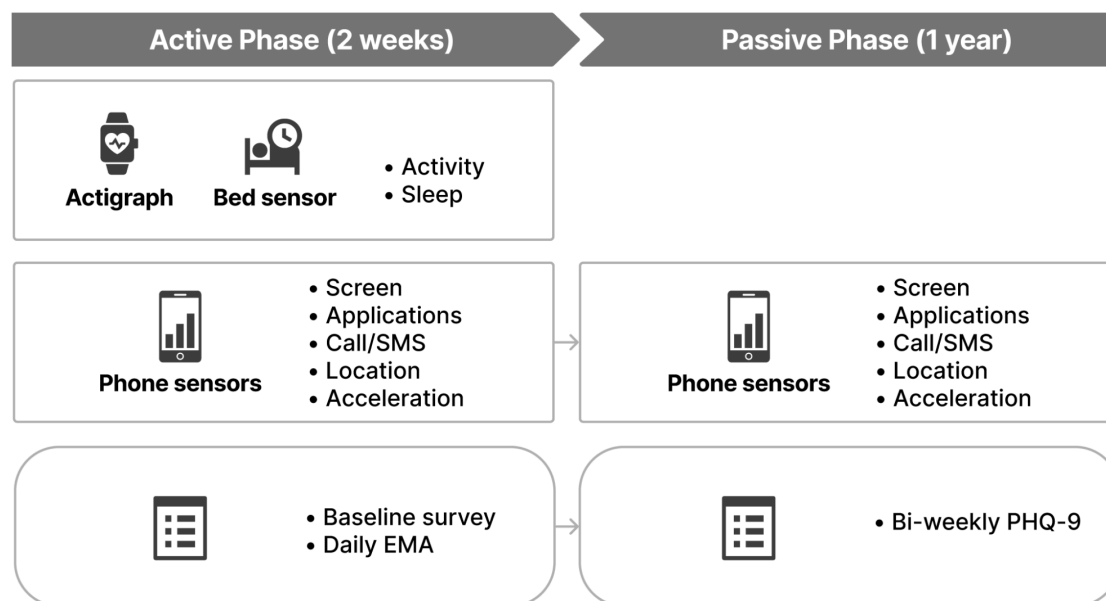 Active Phase (2 weeks)
Passive Phase (1 year)
Actigraph
Bed sensor
• Activity
• Sleep
Phone sensors
• Screen
• Applications
• Call/SMS
• Location
• Acceleration
Phone sensors
• Screen
• Applications
• Call/SMS
• Location
• Acceleration
• Baseline survey
• Daily EMA
• Bi-weekly PHQ-9